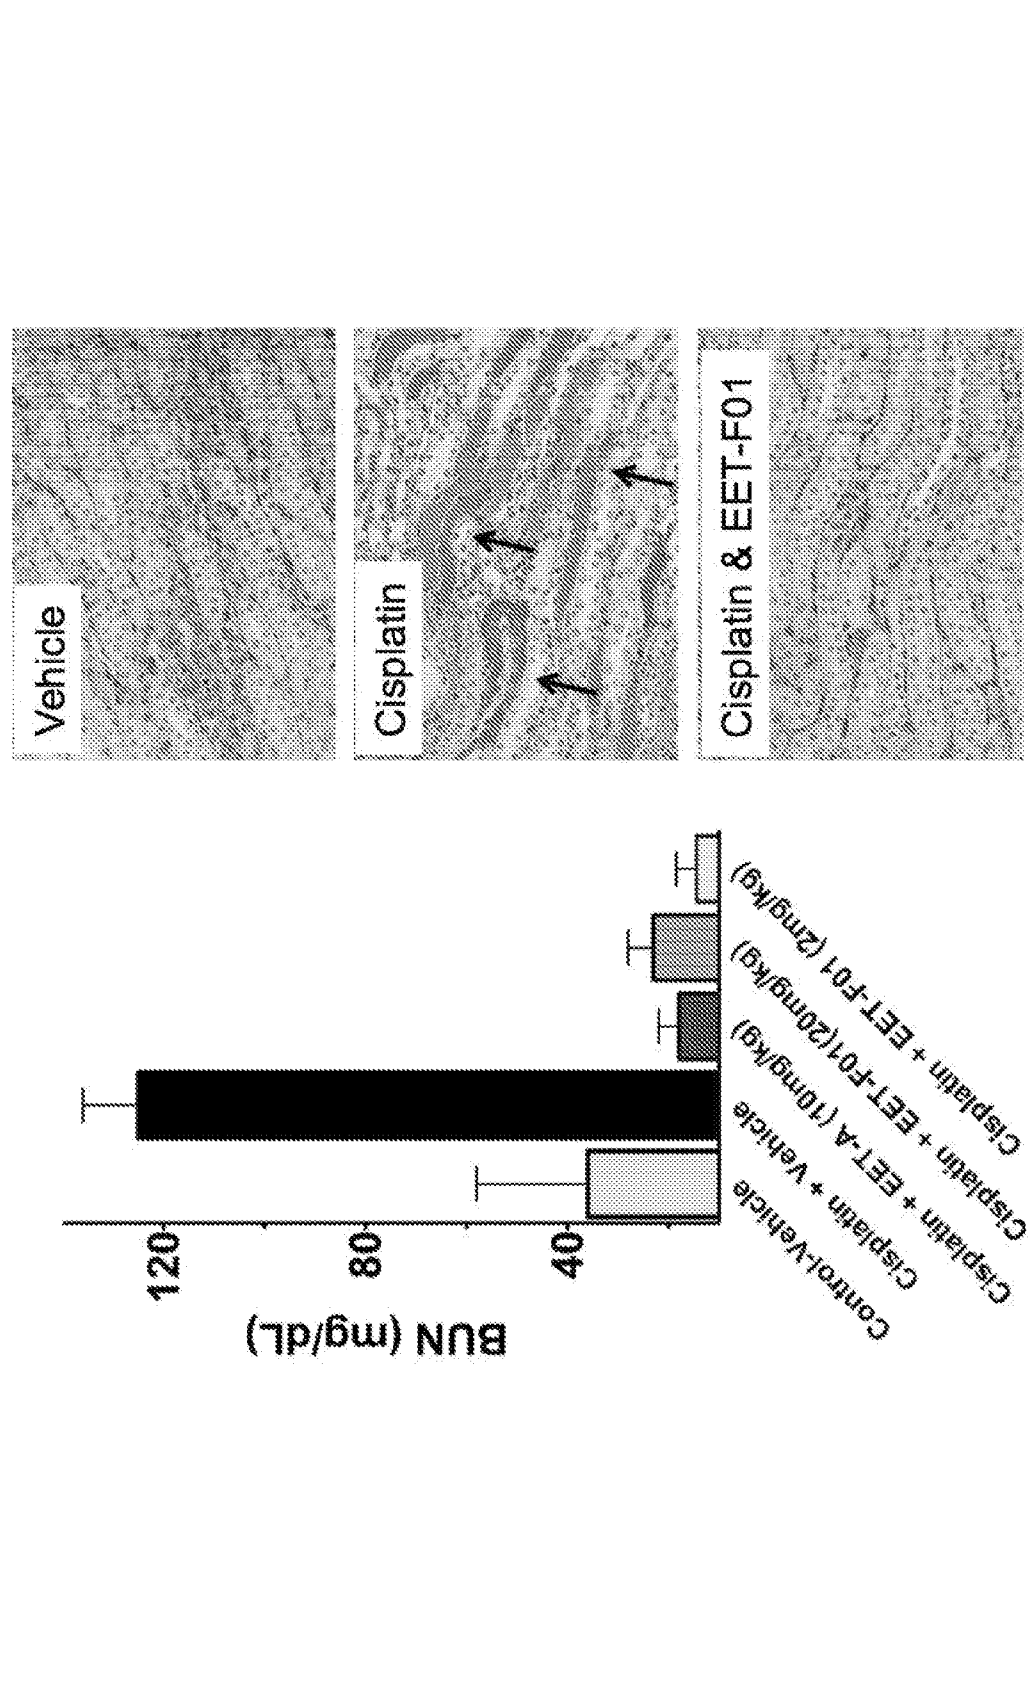 BUN (mg/dL)
120
80
40
Control-Vehicle
Cisplatin + Vehicle
Cisplatin + EET-A (10mg/kg)
Cisplatin + EET-F01(20mg/kg)
Cisplatin + EET-F01 (2mg/kg)
Vehicle
Cisplatin
Cisplatin & EET-F01